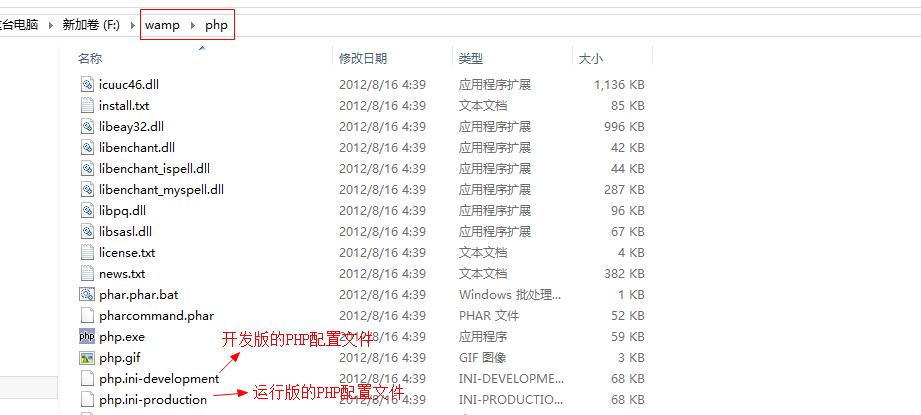 台电脑 新加卷 (F:) wamp php
名称 修改日期 类型 大小
icuuc46.dll 2012/8/16 4:39 应用程序扩展 1,136 KB
install.txt 2012/8/16 4:39 文本文档 85 KB
libeay32.dll 2012/8/16 4:39 应用程序扩展 996 KB
libenchant.dll 2012/8/16 4:39 应用程序扩展 42 KB
libenchant_ispell.dll 2012/8/16 4:39 应用程序扩展 44 KB
libenchant_myspell.dll 2012/8/16 4:39 应用程序扩展 287 KB
libpq.dll 2012/8/16 4:39 应用程序扩展 96 KB
libsasl.dll 2012/8/16 4:39 应用程序扩展 67 KB
license.txt 2012/8/16 4:39 文本文档 4 KB
news.txt 2012/8/16 4:39 文本文档 382 KB
phar.phar.bat 2012/8/16 4:39 Windows 批处理... 1 KB
pharcommand.phar 2012/8/16 4:39 PHAR 文件 52 KB
php php.exe 2012/8/16 4:39 应用程序 59 KB
开发版的PHP配置文件
php.gif 2012/8/16 4:39 GIF 图像 3 KB
php.ini-development 2012/8/16 4:39 INI-DEVELOPME... 68 KB
php.ini-production 2012/8/16 4:39 INI-PRODUCTIO... 68 KB
运行版的PHP配置文件